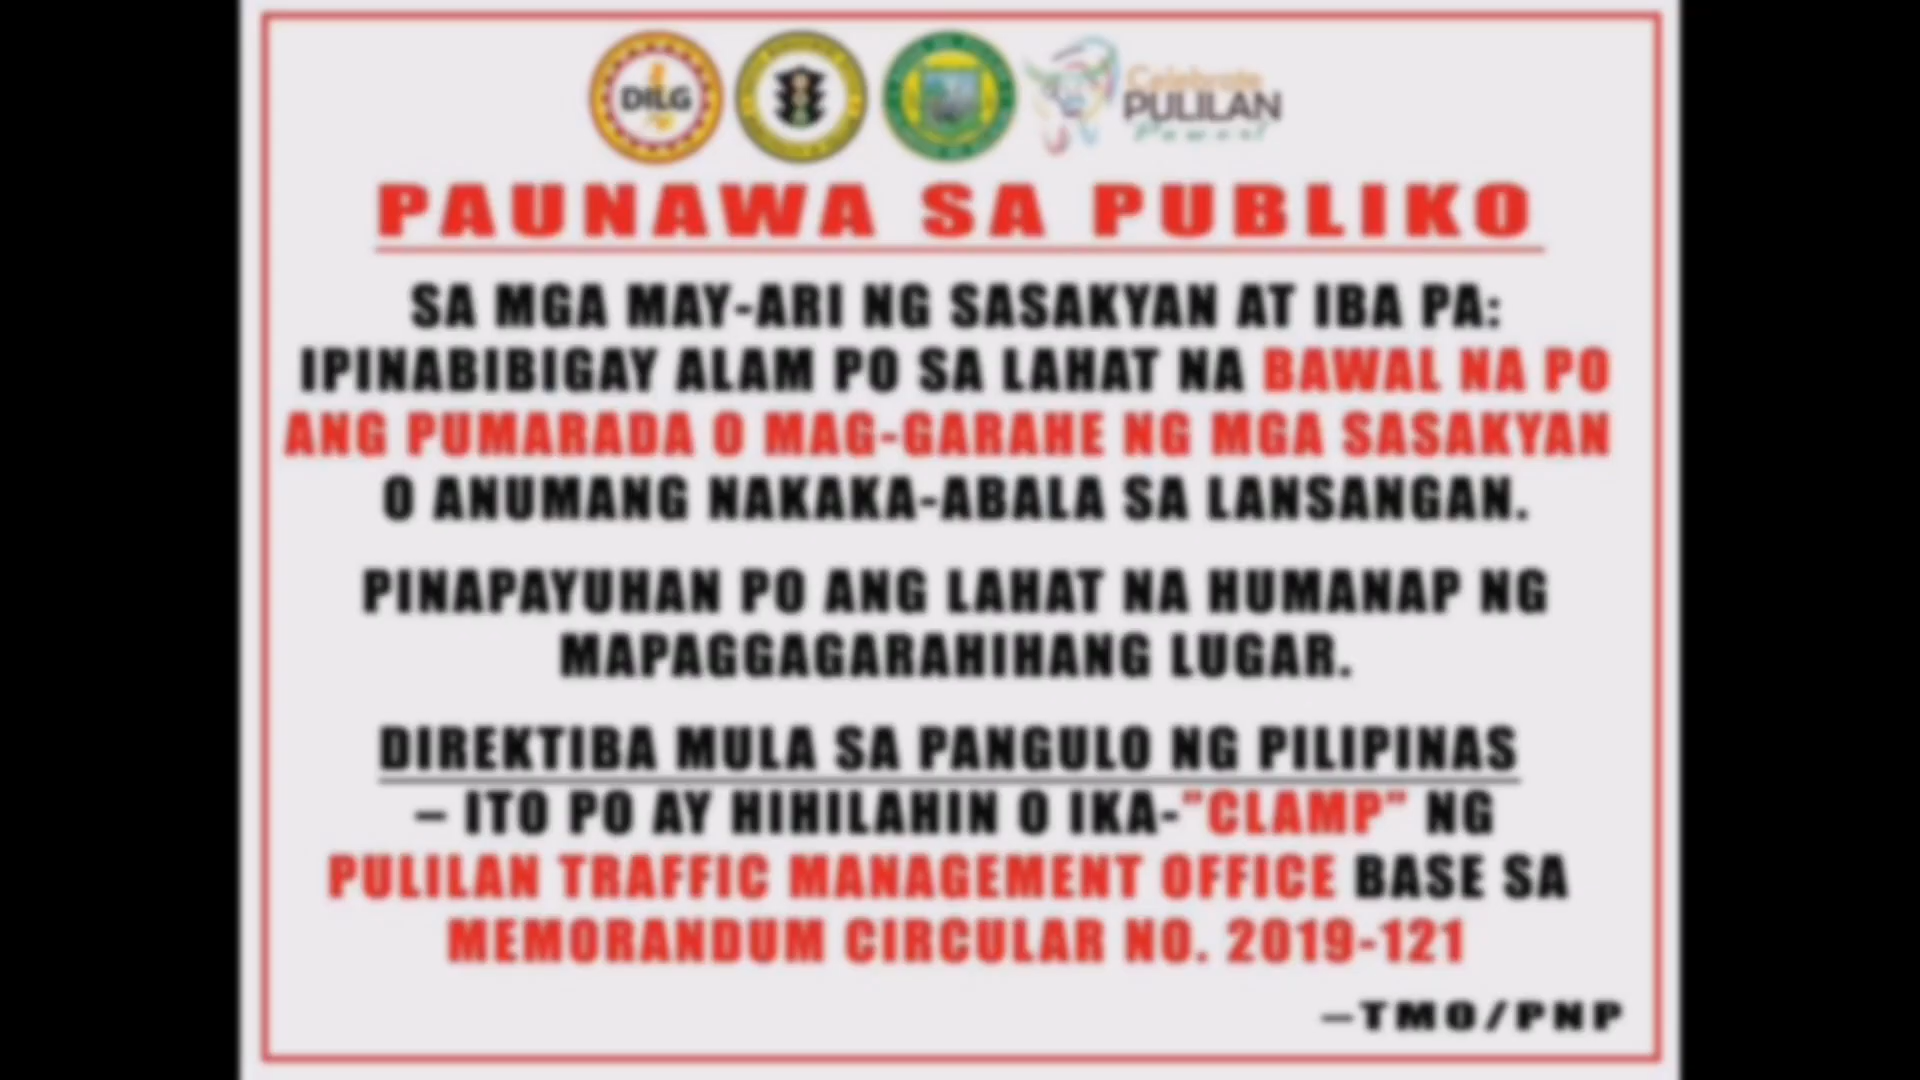 DILG
Celebrate
PULILAN
PAUNAWA SA PUBLIKO
SA MGA MAY-ARI NG SASAKYAN AT IBA PA:
IPINABIBIGAY ALAM PO SA LAHAT NA BAWAL NA PO
ANG PUMARADA O MAG-GARAHE NG MGA SASAKYAN
O ANUMANG NAKAKA-ABALA SA LANSANGAN.
PINAPAYUHAN PO ANG LAHAT NA HUMANAP NG
MAPAGGAGARAHIHANG LUGAR.
DIREKTIBA MULA SA PANGULO NG PILIPINAS
– ITO PO AY HIHILAHIN O IKA-"CLAMP" NG
PULILAN TRAFFIC MANAGEMENT OFFICE BASE SA
MEMORANDUM CIRCULAR NO. 2019-121
–TMO/PNP